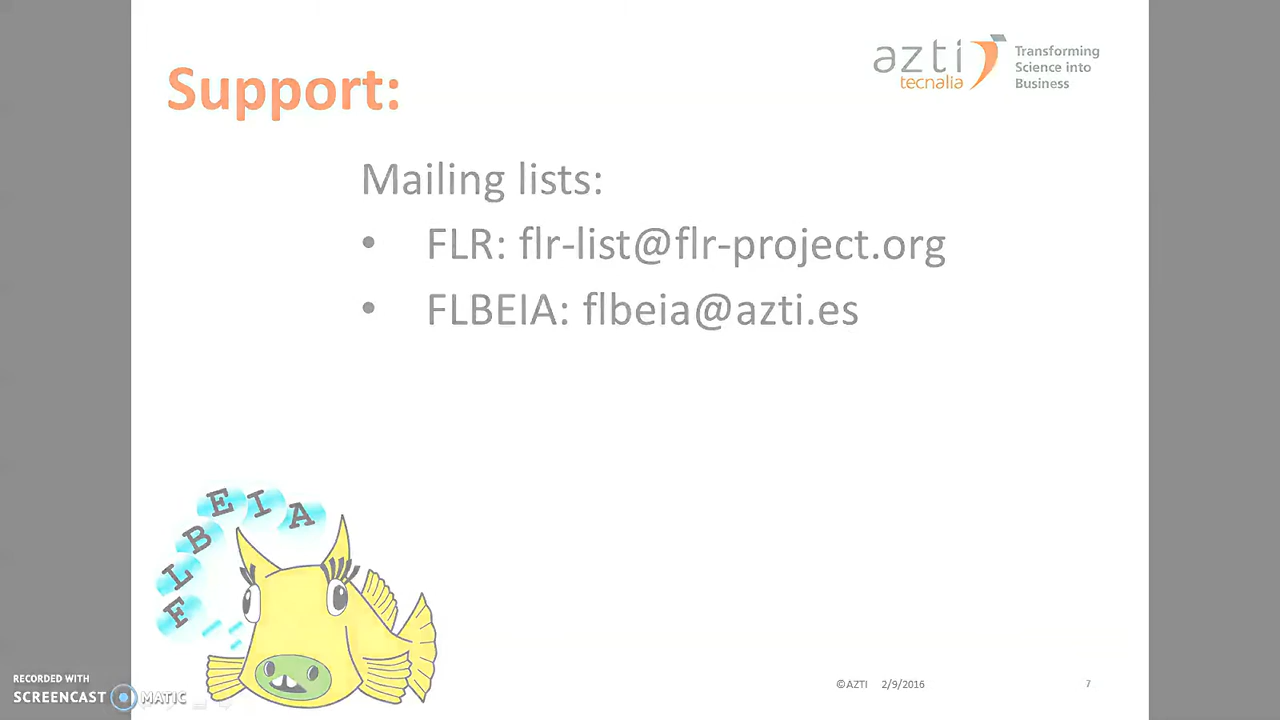 azti
tecnalia
Transforming
Science into
Business
Support:
Mailing lists:
• FLR: flr-list@flr-project.org
• FLBEIA: flbeia@azti.es
FLBEIA
RECORDED WITH
SCREENCAST MATIC
©AZTI 2/9/2016
7